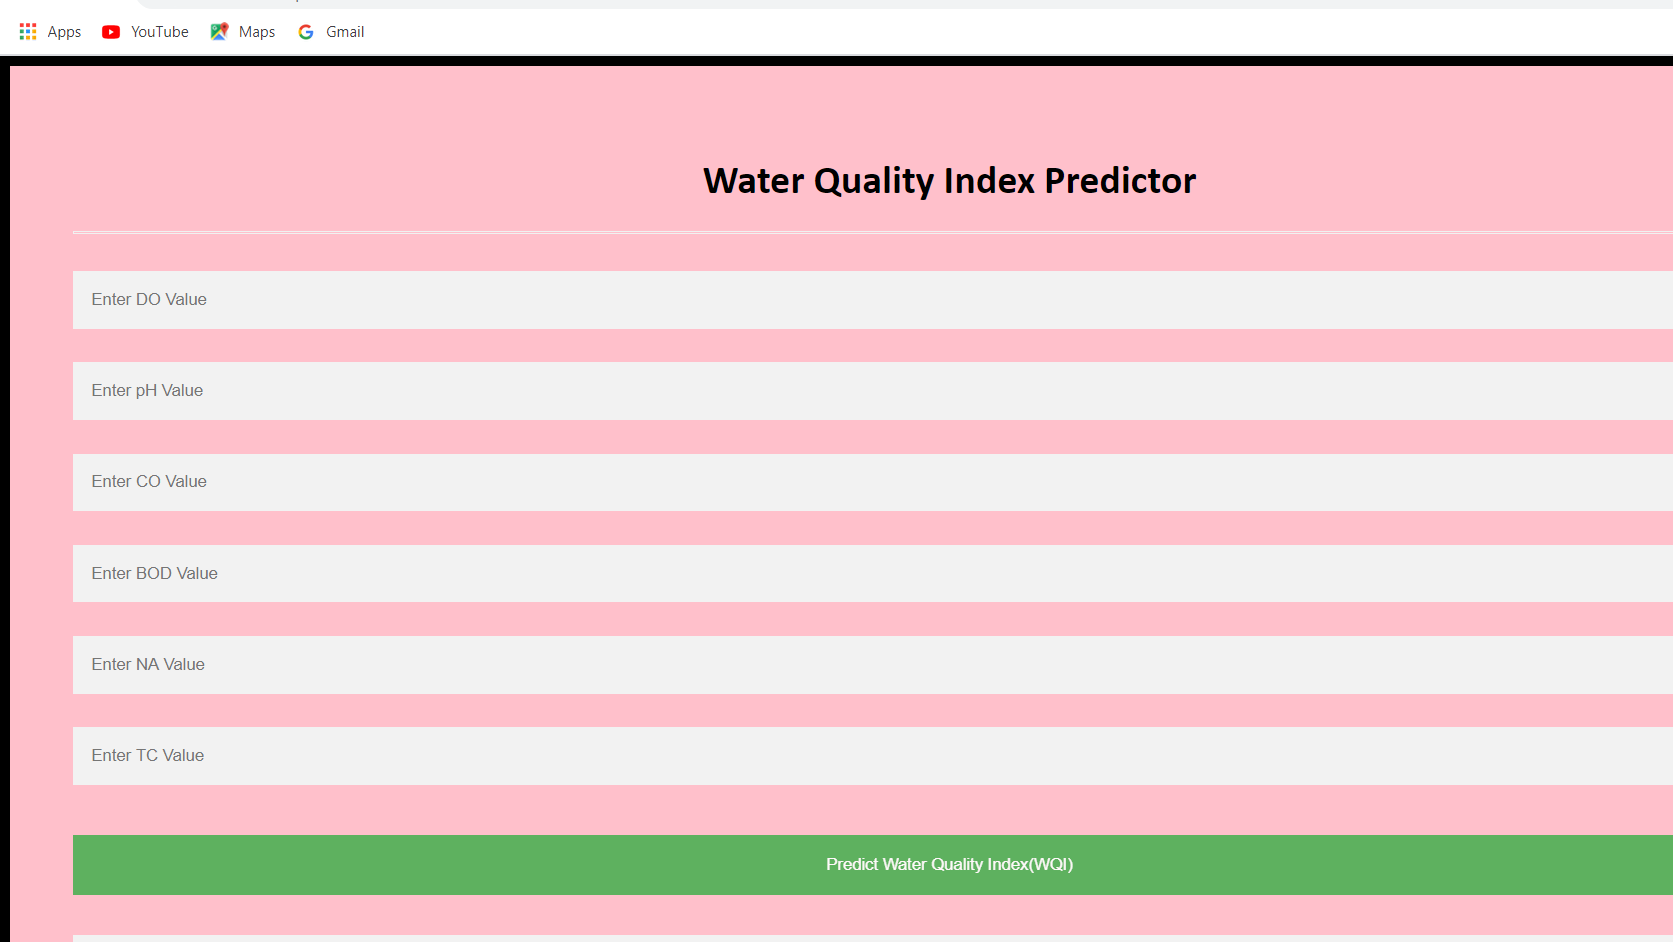 Apps YouTube Maps Gmail
Water Quality Index Predictor
Enter DO Value
Enter pH Value
Enter CO Value
Enter BOD Value
Enter NA Value
Enter TC Value
Predict Water Quality Index(WQI)